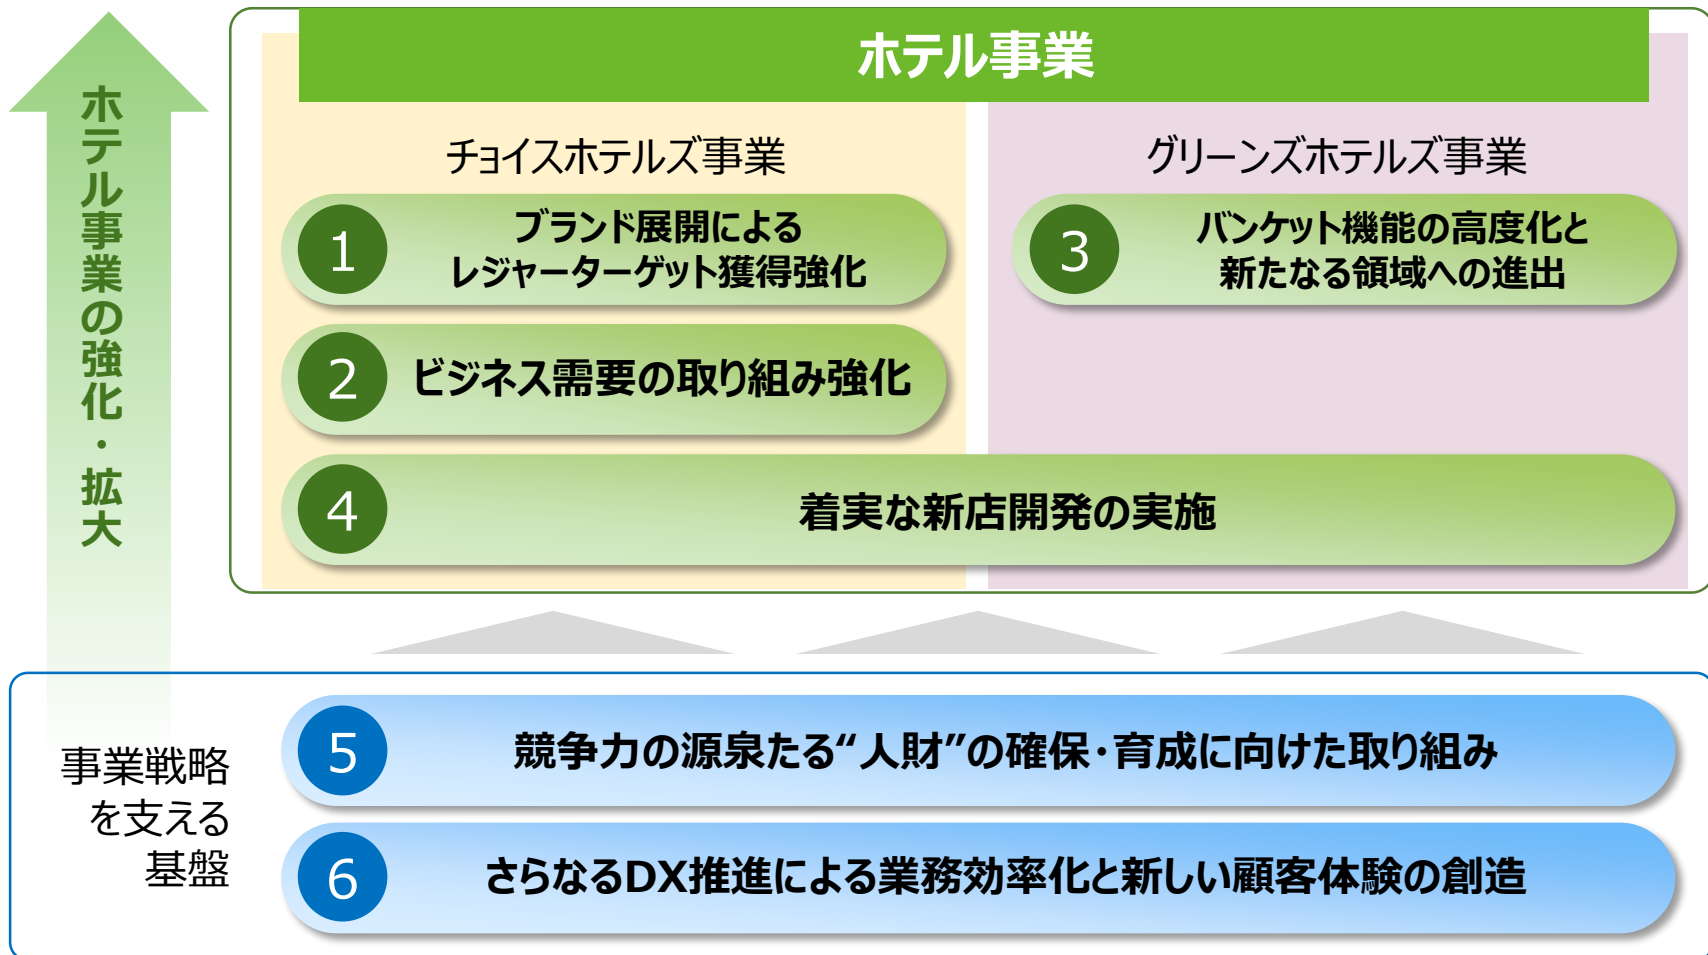 ホテル事業の強化・拡大
ホテル事業
チョイスホテルズ事業
1
ブランド展開による
レジャーターゲット獲得強化
2
ビジネス需要の取り組み強化
グリーンズホテルズ事業
3
バンケット機能の高度化と
新たなる領域への進出
4
着実な新店開発の実施
事業戦略
を支える
基盤
5
競争力の源泉たる“人財”の確保・育成に向けた取り組み
6
さらなるDX推進による業務効率化と新しい顧客体験の創造